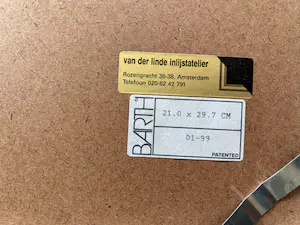 van der linde inlijstatelier
Rozengracht 36-38, Amsterdam
Telefoon 020-62 42 791
BARTH
21.0 x 29.7 CM
01-99
PATENTED